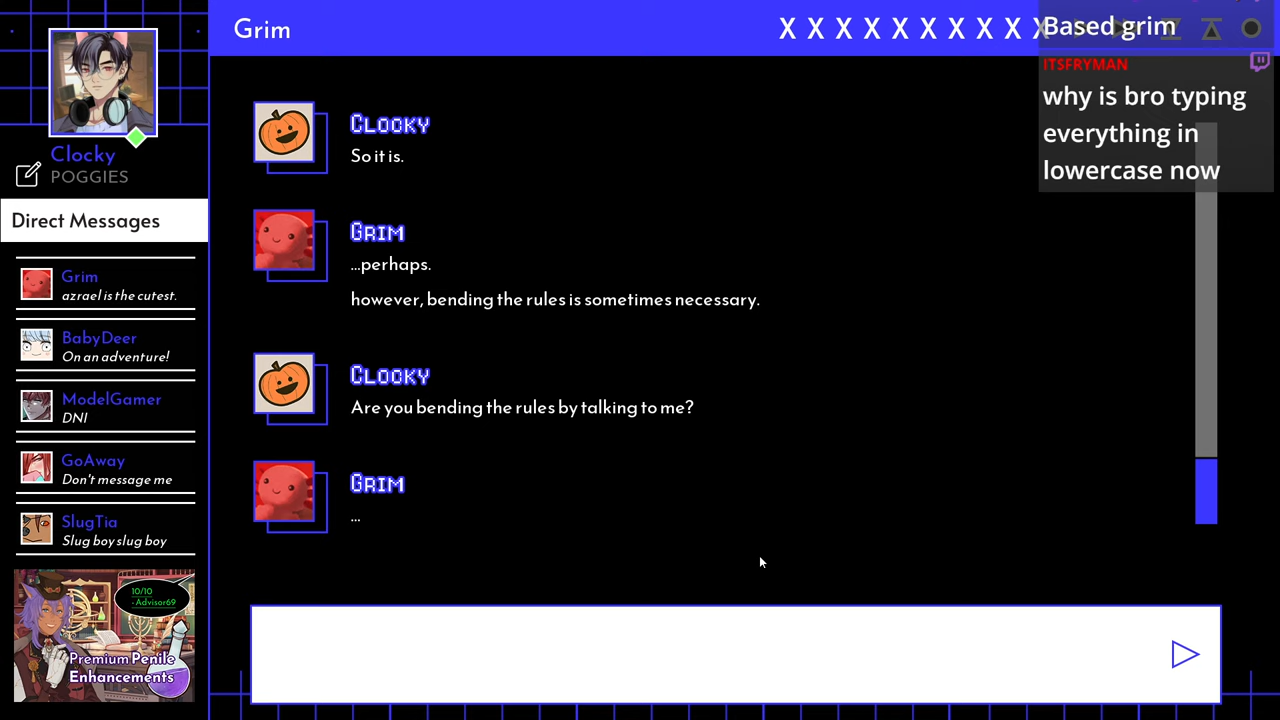 Grim
X X X X X X X X X X
Based grim
ITSFRYMAN
why is bro typing
everything in
lowercase now
Clocky
POGGIES
Direct Messages
Grim
azrael is the cutest.
BabyDeer
On an adventure!
ModelGamer
DNI
GoAway
Don't message me
SlugTia
Slug boy slug boy
10/10
-Advisor69
Premium Penile
Enhancements
Clocky
So it is.
Grim
...perhaps.
however, bending the rules is sometimes necessary.
Clocky
Are you bending the rules by talking to me?
Grim
...